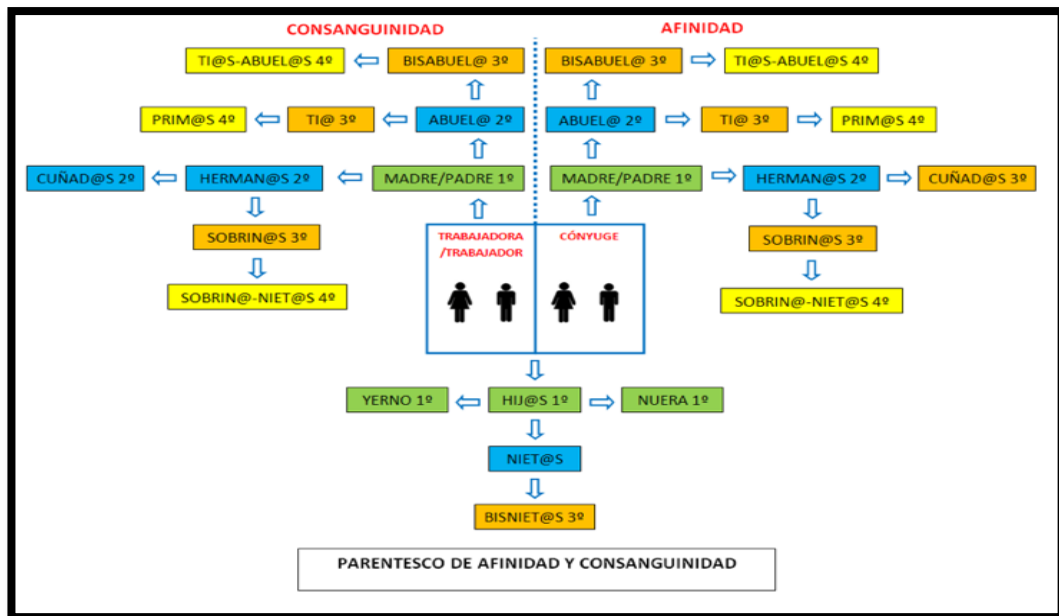 CONSANGUINIDAD
AFINIDAD
TI@S-ABUEL@S 4º
BISABUEL@ 3º
BISABUEL@ 3º
TI@S-ABUEL@S 4º
PRIM@S 4º
TI@ 3º
ABUEL@ 2º
ABUEL@ 2º
TI@ 3º
PRIM@S 4º
CUÑAD@S 2º
HERMAN@S 2º
MADRE/PADRE 1º
MADRE/PADRE 1º
HERMAN@S 2º
CUÑAD@S 3º
SOBRIN@S 3º
TRABAJADORA
/TRABAJADOR
CÓNYUGE
SOBRIN@S 3º
SOBRIN@-NIET@S 4º
SOBRIN@-NIET@S 4º
YERNO 1º
HIJ@S 1º
NUERA 1º
NIET@S
BISNIET@S 3º
PARENTESCO DE AFINIDAD Y CONSANGUINIDAD